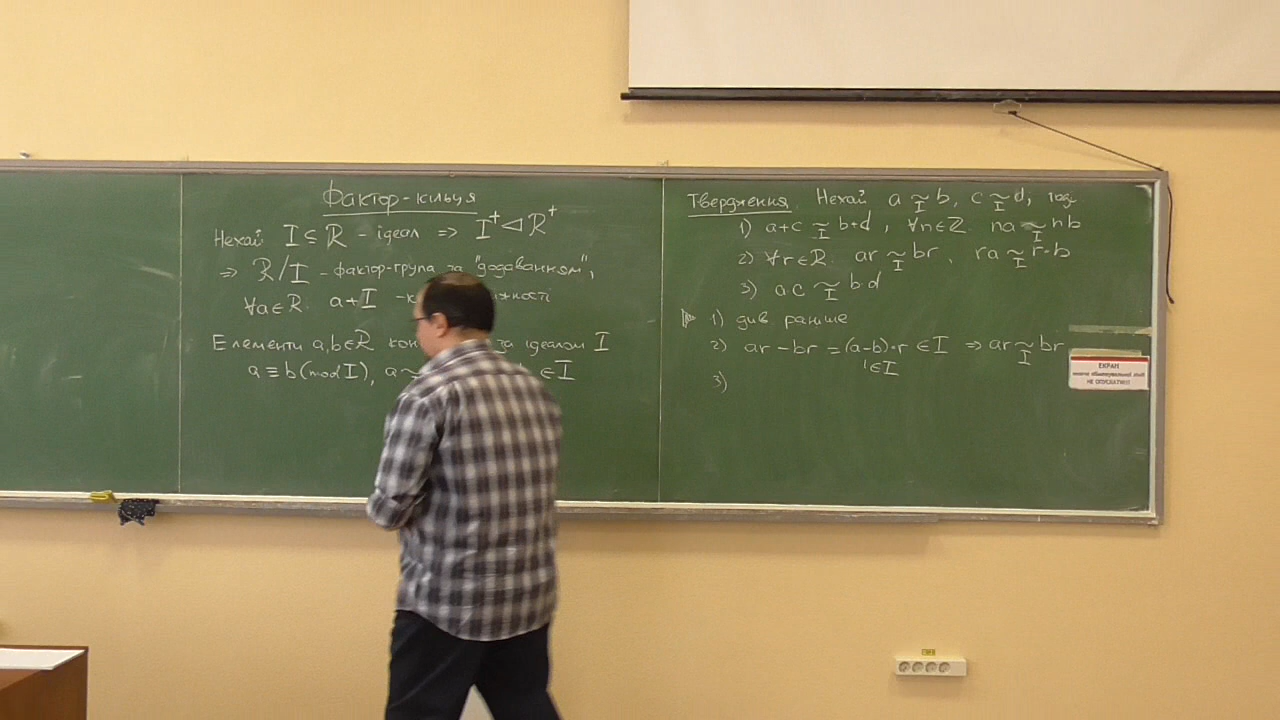 Фактор-кільця
Нехай I ⊆ R - ідеал => I⁺ ◁ R⁺
=> R/I - фактор-група за "додаванням",
∀a∈R. a+I - к
Елементи a,b∈R кон за ідеалом I
a ≡ b (mod I), a ~ ∈ I
Твердження. Нехай a ~_I b, c ~_I d, тоді
1) a+c ~_I b+d, ∀n∈Z. na ~_I nb
2) ∀r∈R. ar ~_I br, ra ~_I r·b
3) ac ~_I b·d
▷ 1) див раніше
2) ar - br = (a-b)·r ∈ I => ar ~_I br
∈I
3)
ЕКРАН
НЕ ОПУСКАТИ!!!